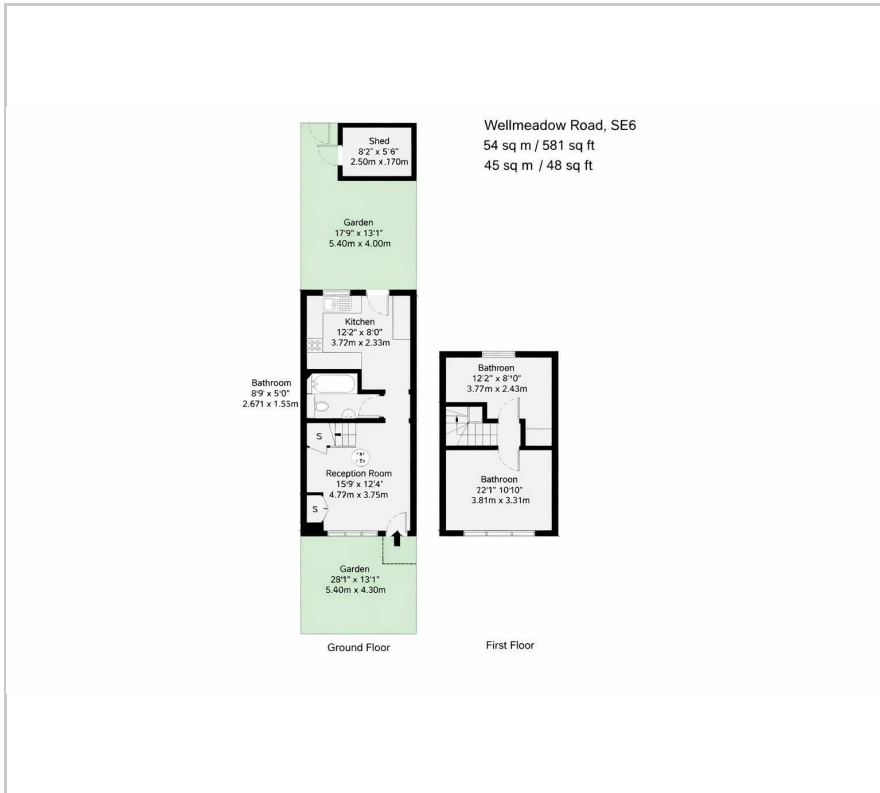 Wellmeadow Road, SE6
54 sq m / 581 sq ft
45 sq m / 48 sq ft
Shed
8'2" x 5'6"
2.50m x .170m
Garden
17'9" x 13'1"
5.40m x 4.00m
Kitchen
12'2" x 8'0"
3.72m x 2.33m
Bathroom
8'9' x 5'0"
2.671 x 1.55m
S
Reception Room
15'9' x 12'4'
4.72m x 3.75m
S
Garden
28'1" x 13'1"
5.40m x 4.30m
Ground Floor
Bathroen
12'2" x 8'10"
3.77m x 2.43m
Bathroen
22'1" 10'10"
3.81m x 3.31m
First Floor